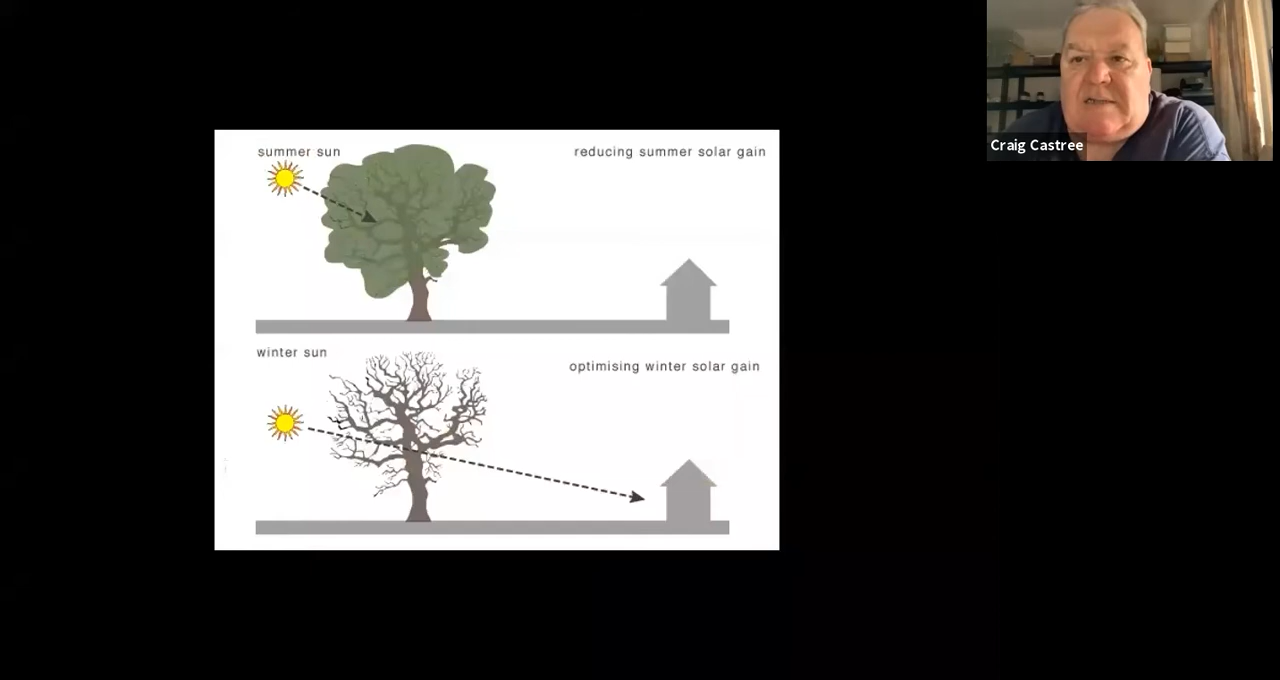 summer sun
reducing summer solar gain
winter sun
optimising winter solar gain
Craig Castree